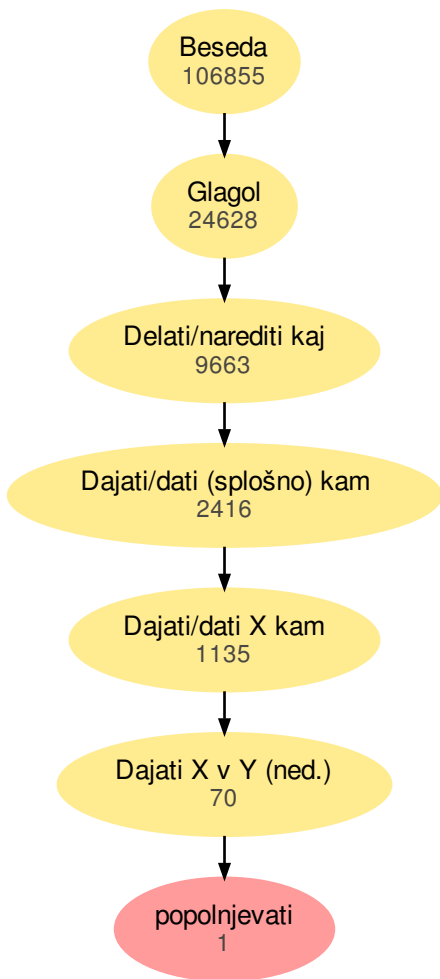 Beseda
106855
Glagol
24628
Delati/narediti kaj
9663
Dajati/dati (splošno) kam
2416
Dajati/dati X kam
1135
Dajati X v Y (ned.)
70
popolnjevati
1